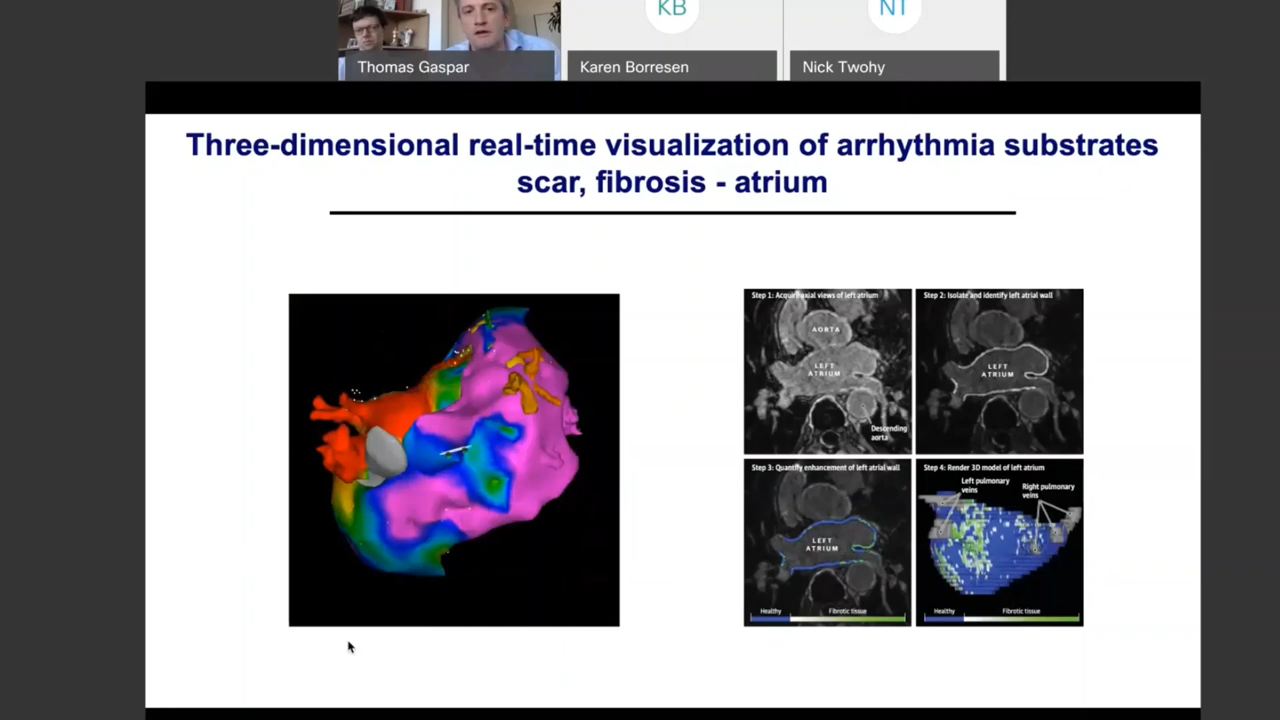 KB
NT
Thomas Gaspar
Karen Borresen
Nick Twohy
Three-dimensional real-time visualization of arrhythmia substrates
scar, fibrosis - atrium
Step 1: Acquire axial views of left atrium
AORTA
LEFT
ATRIUM
Descending
aorta
Step 2: Isolate and identify left atrial wall
LEFT
ATRIUM
Step 3: Quantify enhancement of left atrial wall
LEFT
ATRIUM
Healthy
Fibrotic tissue
Step 4: Render 3D model of left atrium
Left pulmonary
veins
Right pulmonary
veins
Healthy
Fibrotic tissue